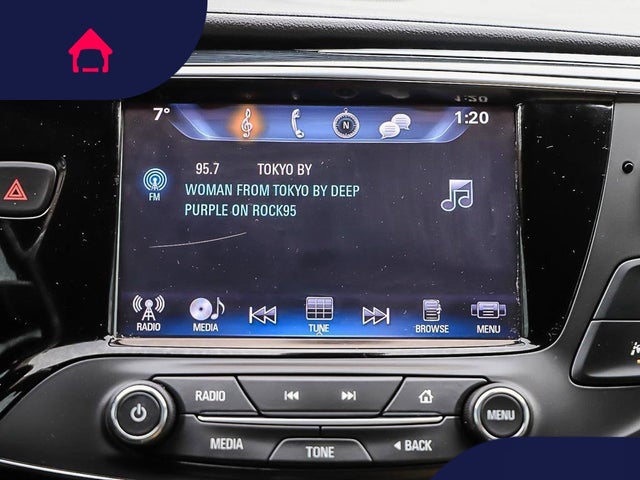 7°
N
1:20
95.7 TOKYO BY
FM
WOMAN FROM TOKYO BY DEEP
PURPLE ON ROCK95
RADIO
MEDIA
TUNE
BROWSE
MENU
RADIO
MENU
MEDIA
TONE
BACK